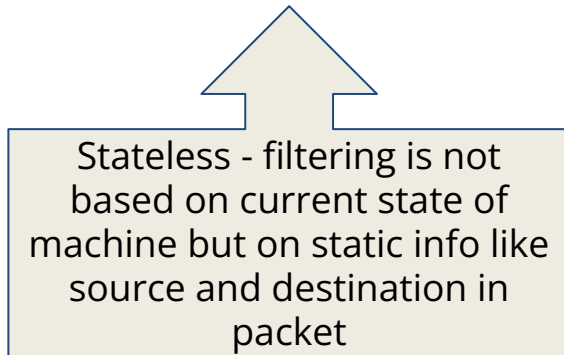 Stateless - filtering is not
based on current state of
machine but on static info like
source and destination in
packet